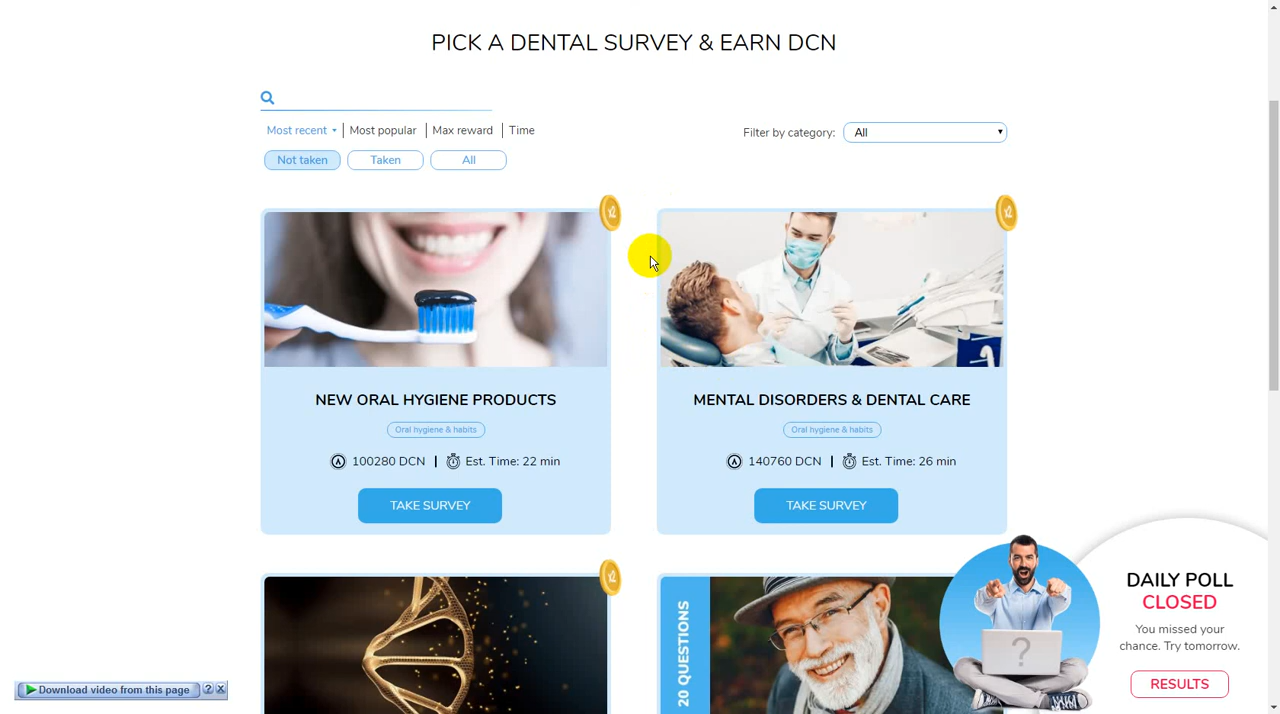 PICK A DENTAL SURVEY & EARN DCN
Most recent
Most popular
Max reward
Time
Filter by category:
All
Not taken
Taken
All
x2
x2
NEW ORAL HYGIENE PRODUCTS
Oral hygiene & habits
100280 DCN
Est. Time: 22 min
TAKE SURVEY
MENTAL DISORDERS & DENTAL CARE
Oral hygiene & habits
140760 DCN
Est. Time: 26 min
TAKE SURVEY
x2
20 QUESTIONS
?
DAILY POLL
CLOSED
You missed your
chance. Try tomorrow.
RESULTS
Download video from this page
?